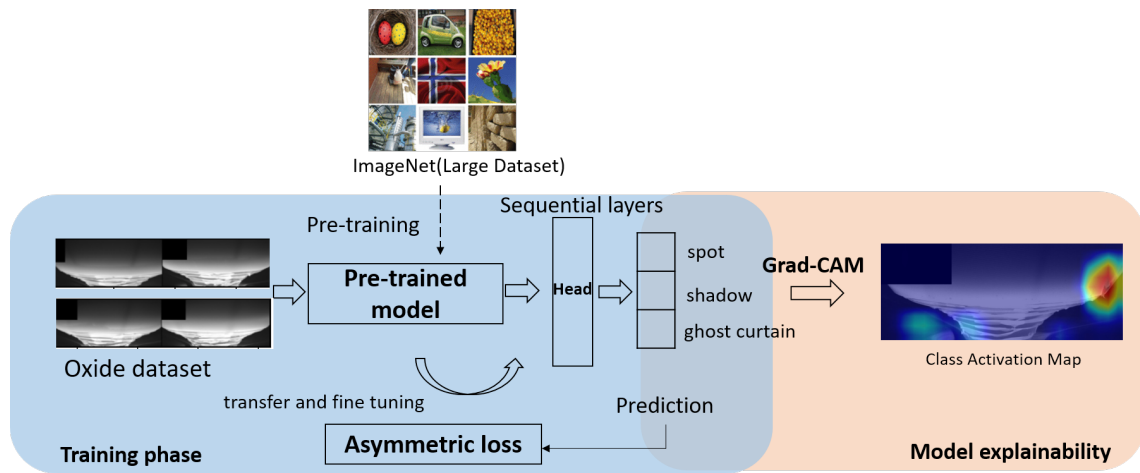 ImageNet(Large Dataset)
Pre-training
Sequential layers
Pre-trained
model
Head
spot
shadow
ghost curtain
Grad-CAM
Oxide dataset
Class Activation Map
transfer and fine tuning
Prediction
Asymmetric loss
Training phase
Model explainability